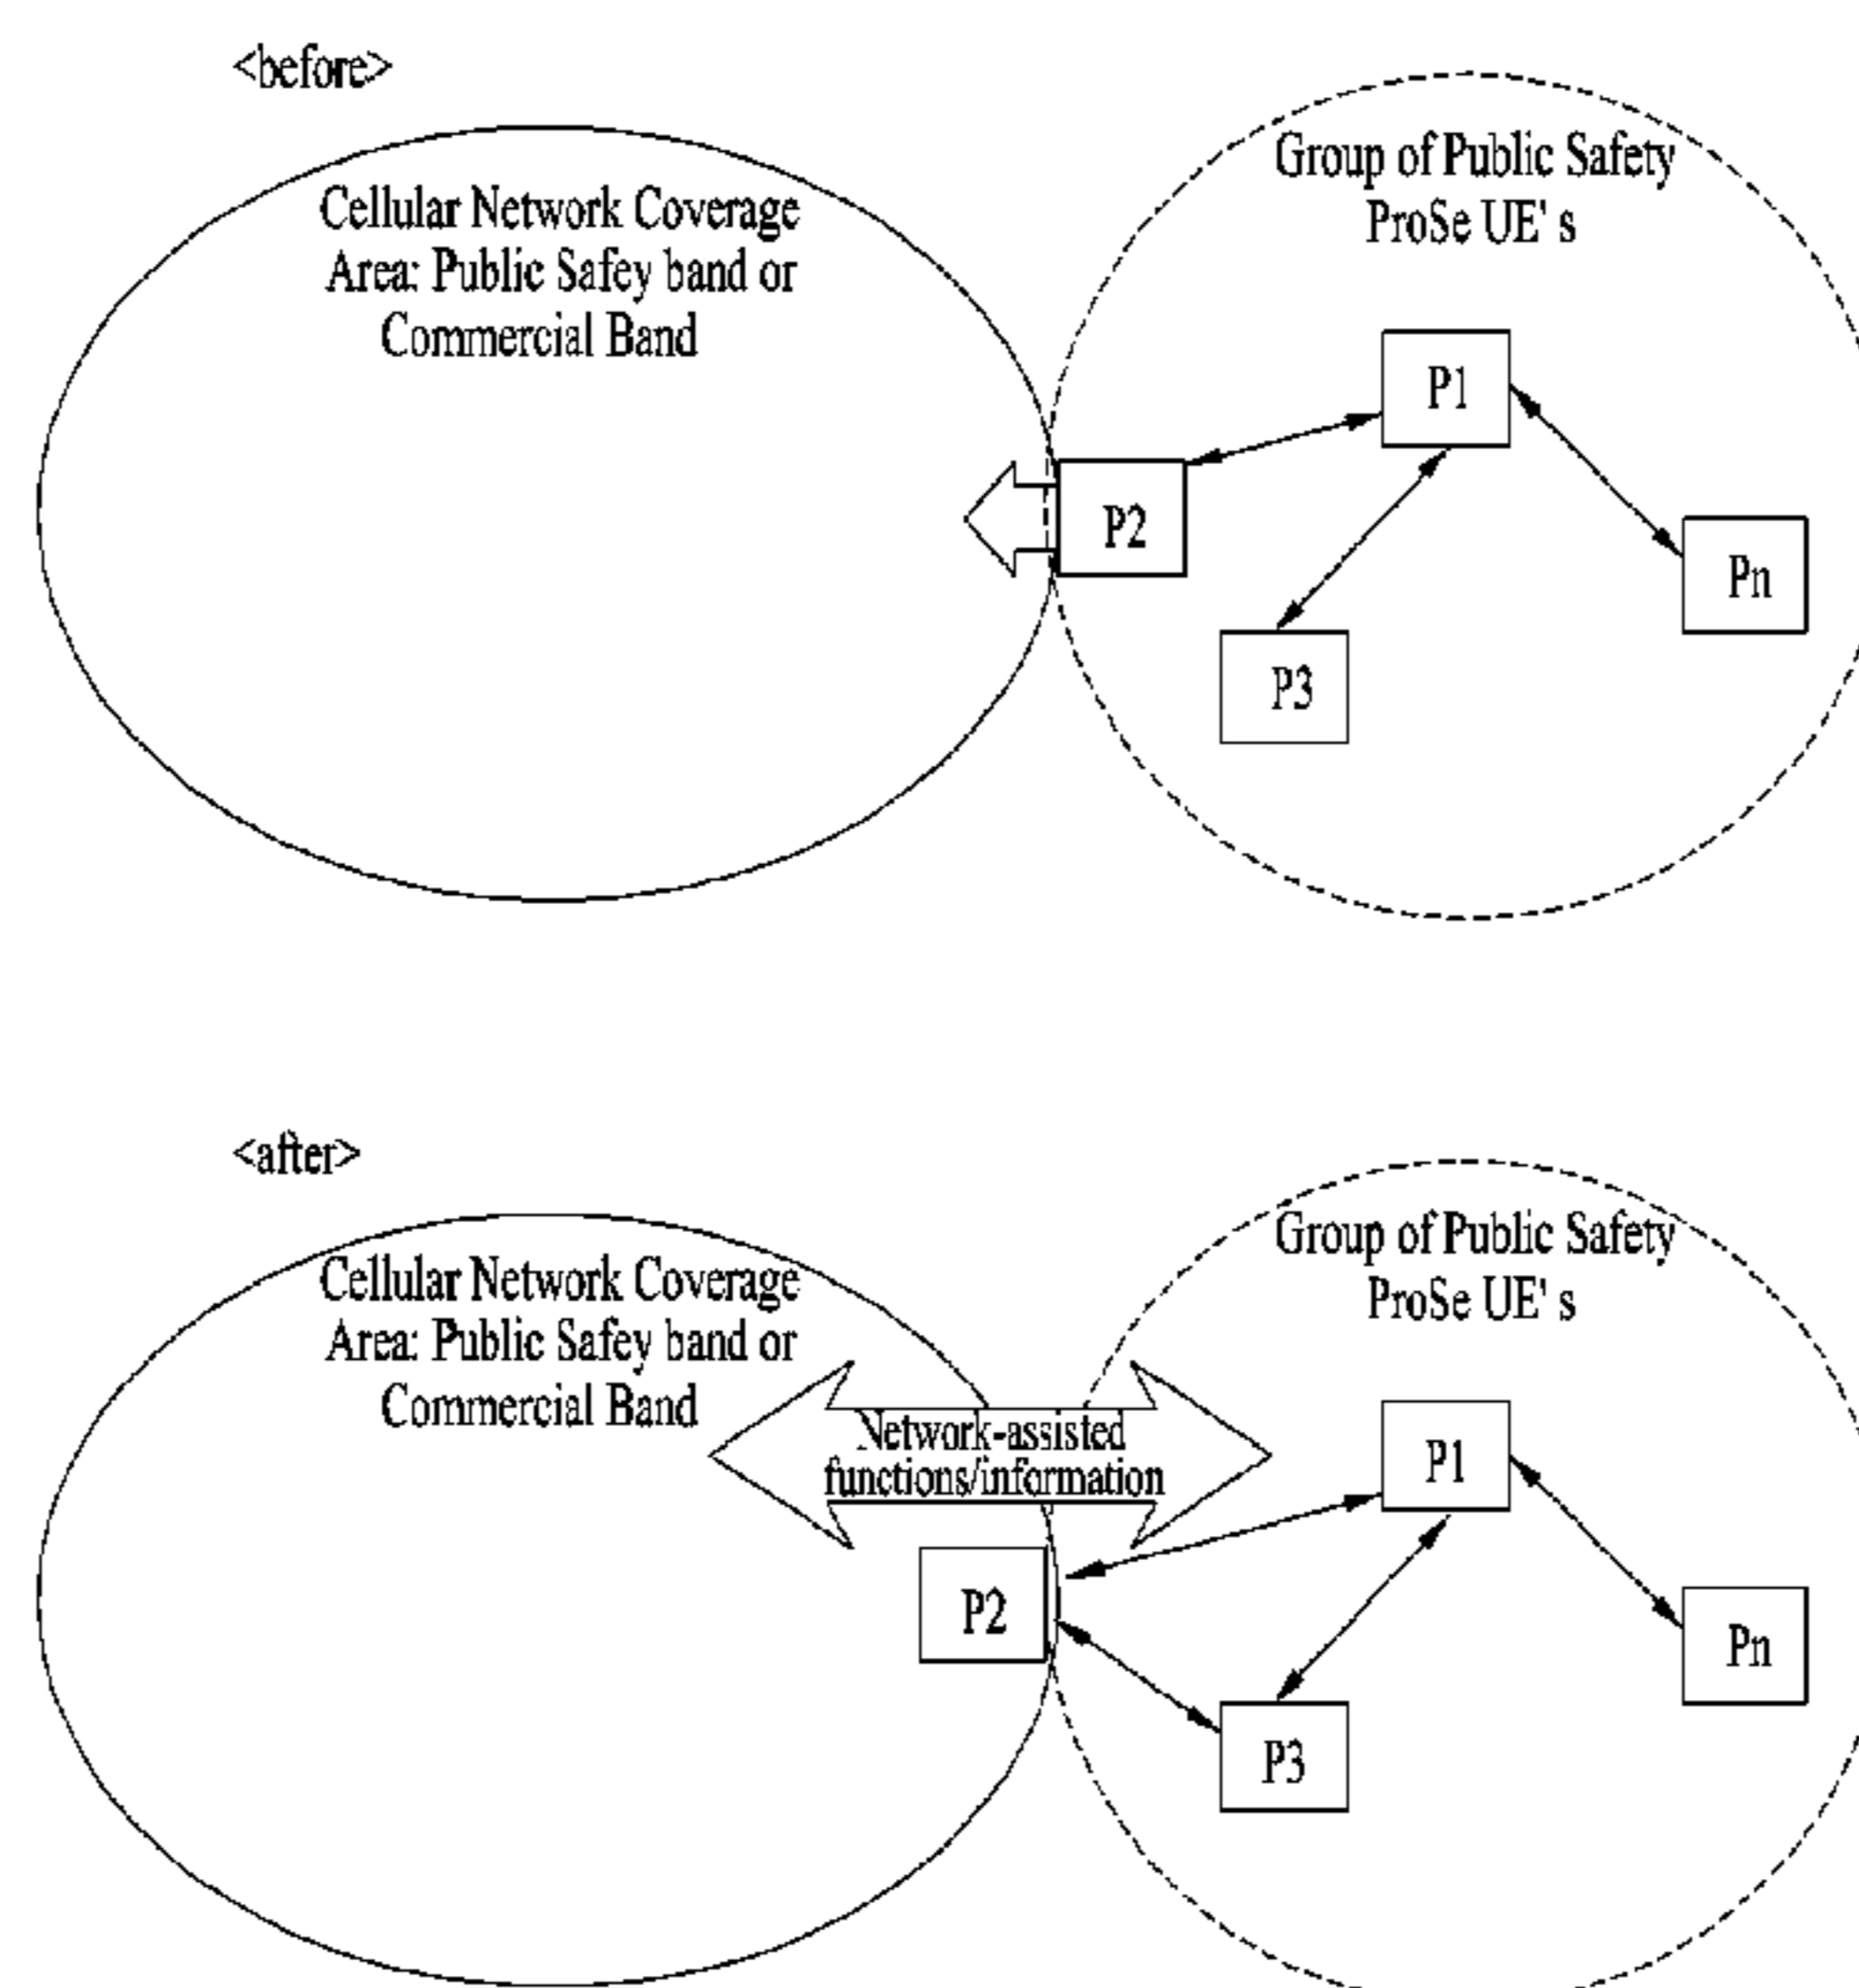 <before>
Cellular Network Coverage
Area: Public Safey band or
Commercial Band
Group of Public Safety
ProSe UE' s
P1
P2
Pn
P3
<after>
Cellular Network Coverage
Area: Public Safey band or
Commercial Band
Group of Public Safety
ProSe UE' s
Network-assisted
functions/information
P1
P2
Pn
P3